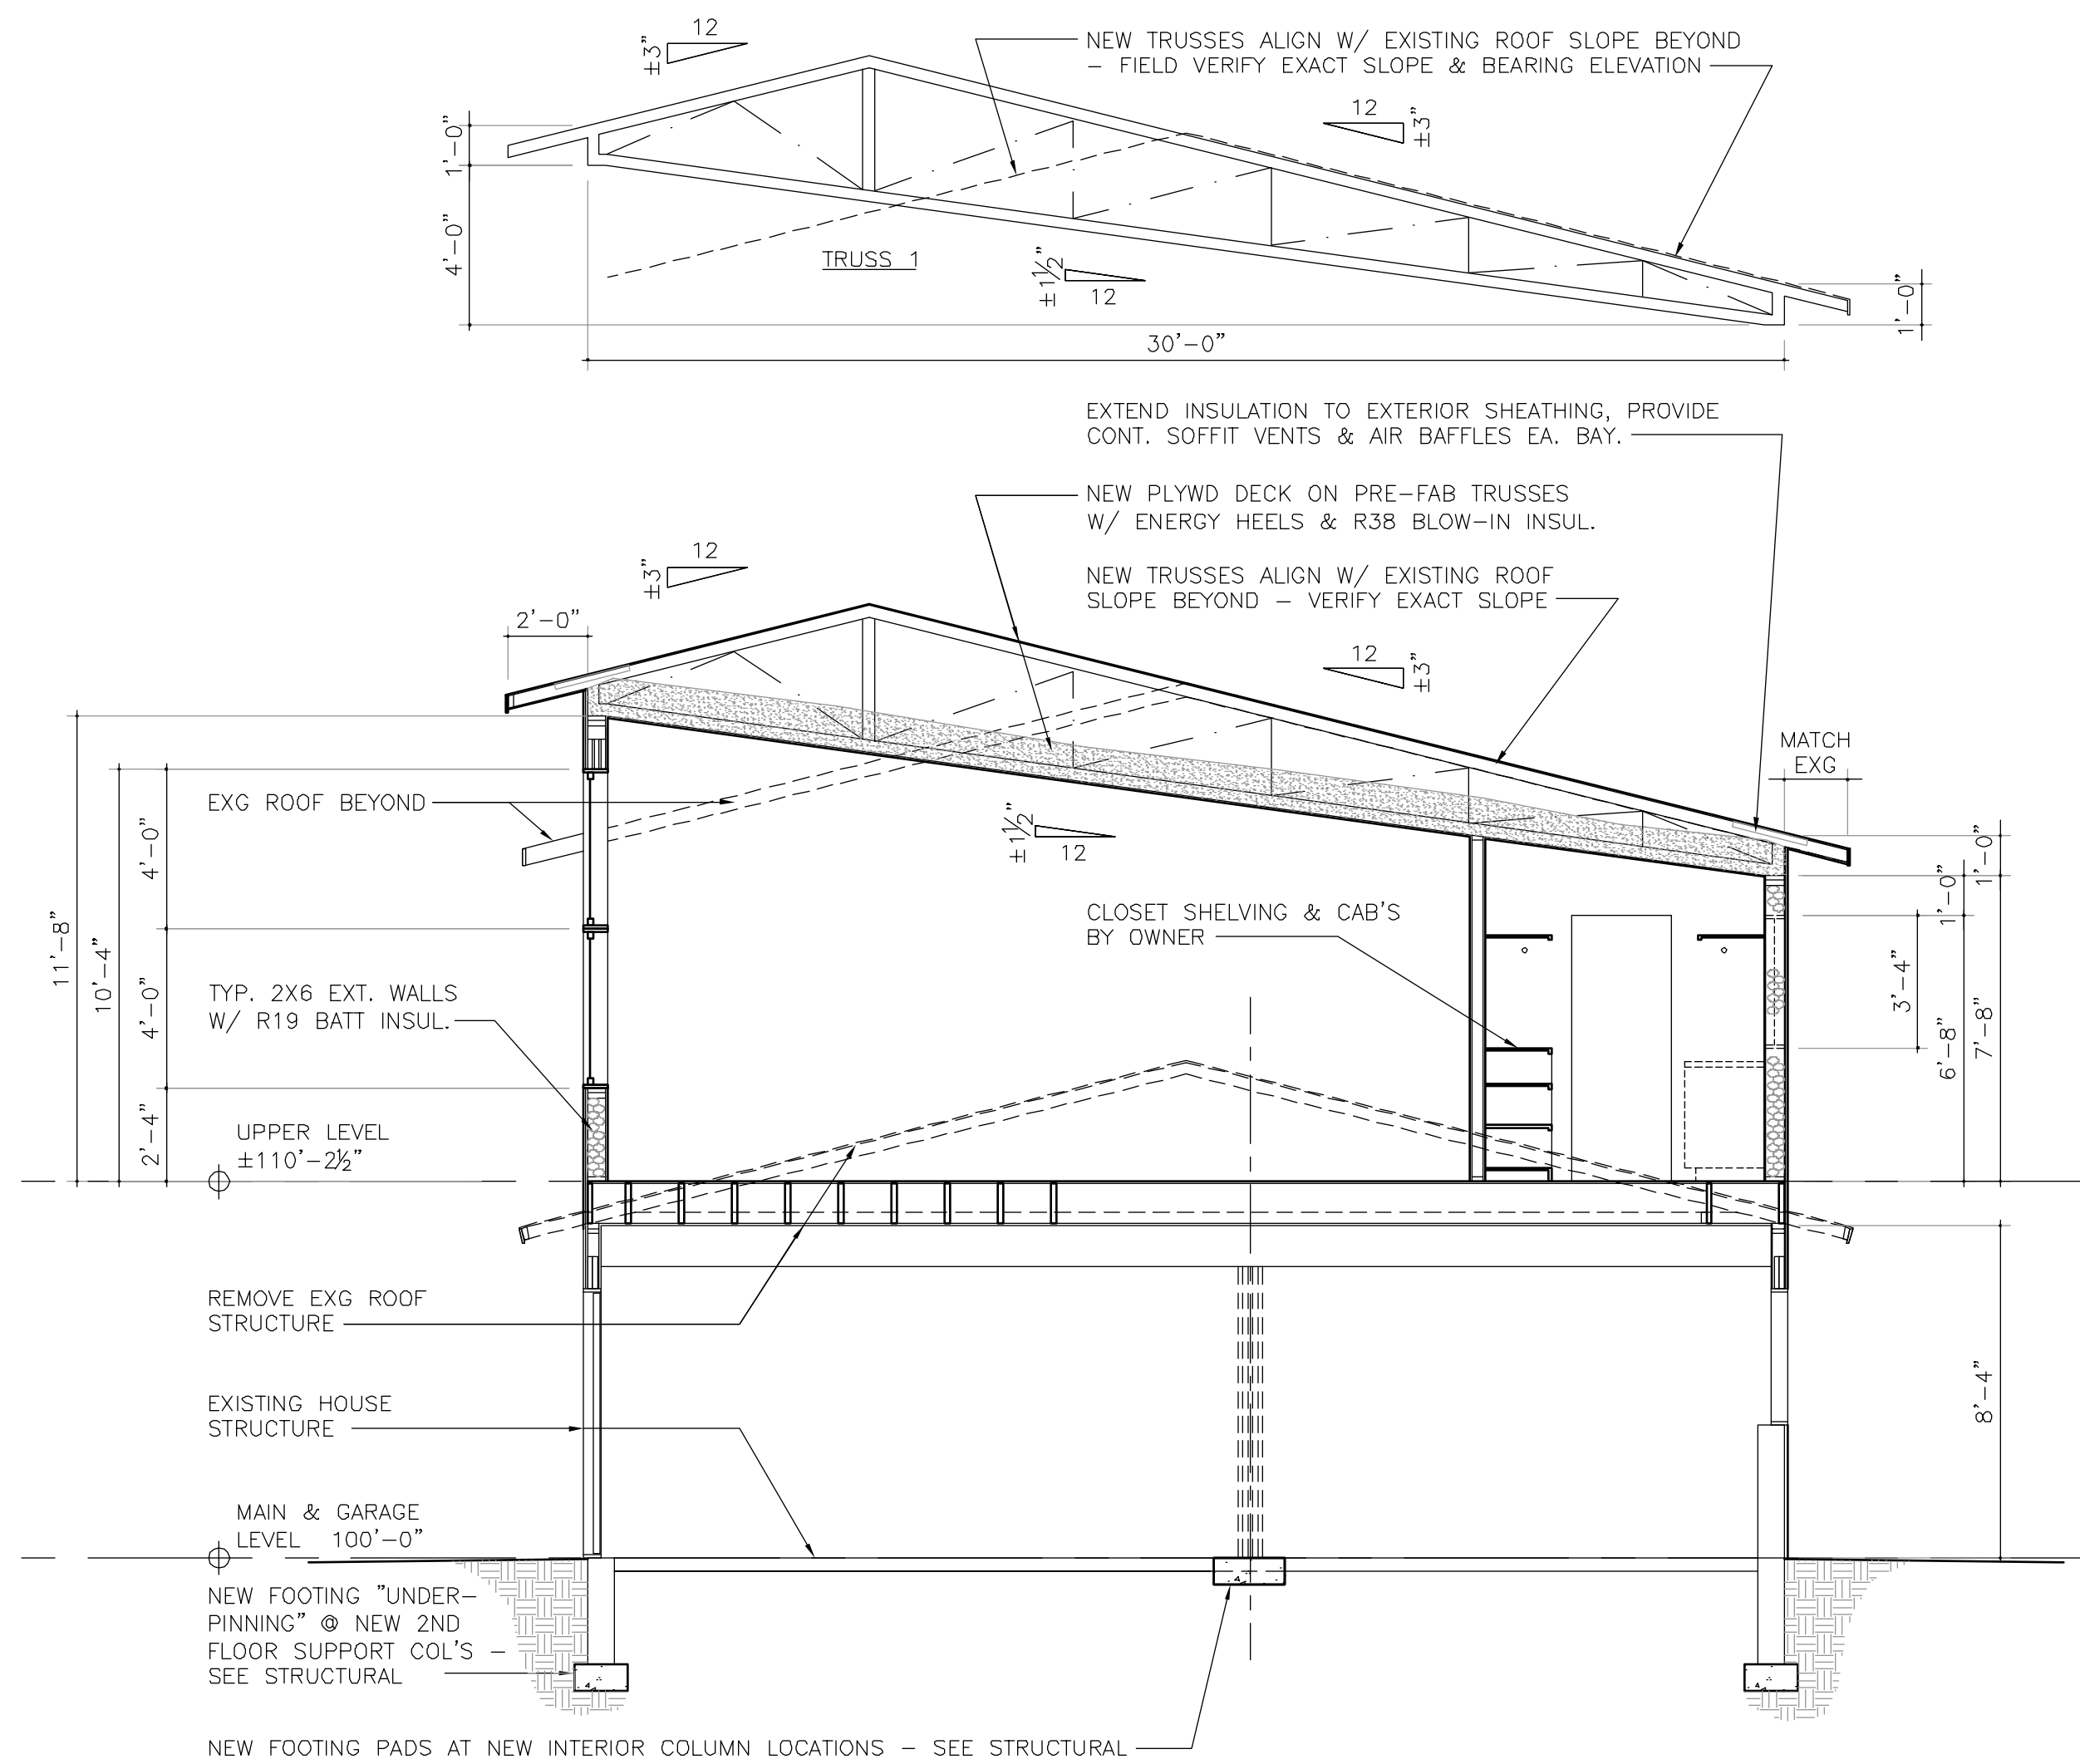 12
±3"
NEW TRUSSES ALIGN W/ EXISTING ROOF SLOPE BEYOND
- FIELD VERIFY EXACT SLOPE & BEARING ELEVATION
12
±3"
1'-0"
4'-0"
TRUSS 1
±1½"
12
1'-0"
30'-0"
EXTEND INSULATION TO EXTERIOR SHEATHING, PROVIDE
CONT. SOFFIT VENTS & AIR BAFFLES EA. BAY.
NEW PLYWD DECK ON PRE-FAB TRUSSES
W/ ENERGY HEELS & R38 BLOW-IN INSUL.
12
±3"
NEW TRUSSES ALIGN W/ EXISTING ROOF
SLOPE BEYOND - VERIFY EXACT SLOPE
2'-0"
12
±3"
MATCH
EXG
EXG ROOF BEYOND
±1½"
12
4'-0"
1'-0"
1'-0"
11'-8"
10'-4"
CLOSET SHELVING & CAB'S
BY OWNER
TYP. 2X6 EXT. WALLS
W/ R19 BATT INSUL.
4'-0"
3'-4"
6'-8"
7'-8"
2'-4"
UPPER LEVEL
±110'-2½"
REMOVE EXG ROOF
STRUCTURE
EXISTING HOUSE
STRUCTURE
8'-4"
MAIN & GARAGE
LEVEL 100'-0"
NEW FOOTING "UNDER-
PINNING" @ NEW 2ND
FLOOR SUPPORT COL'S -
SEE STRUCTURAL
NEW FOOTING PADS AT NEW INTERIOR COLUMN LOCATIONS - SEE STRUCTURAL